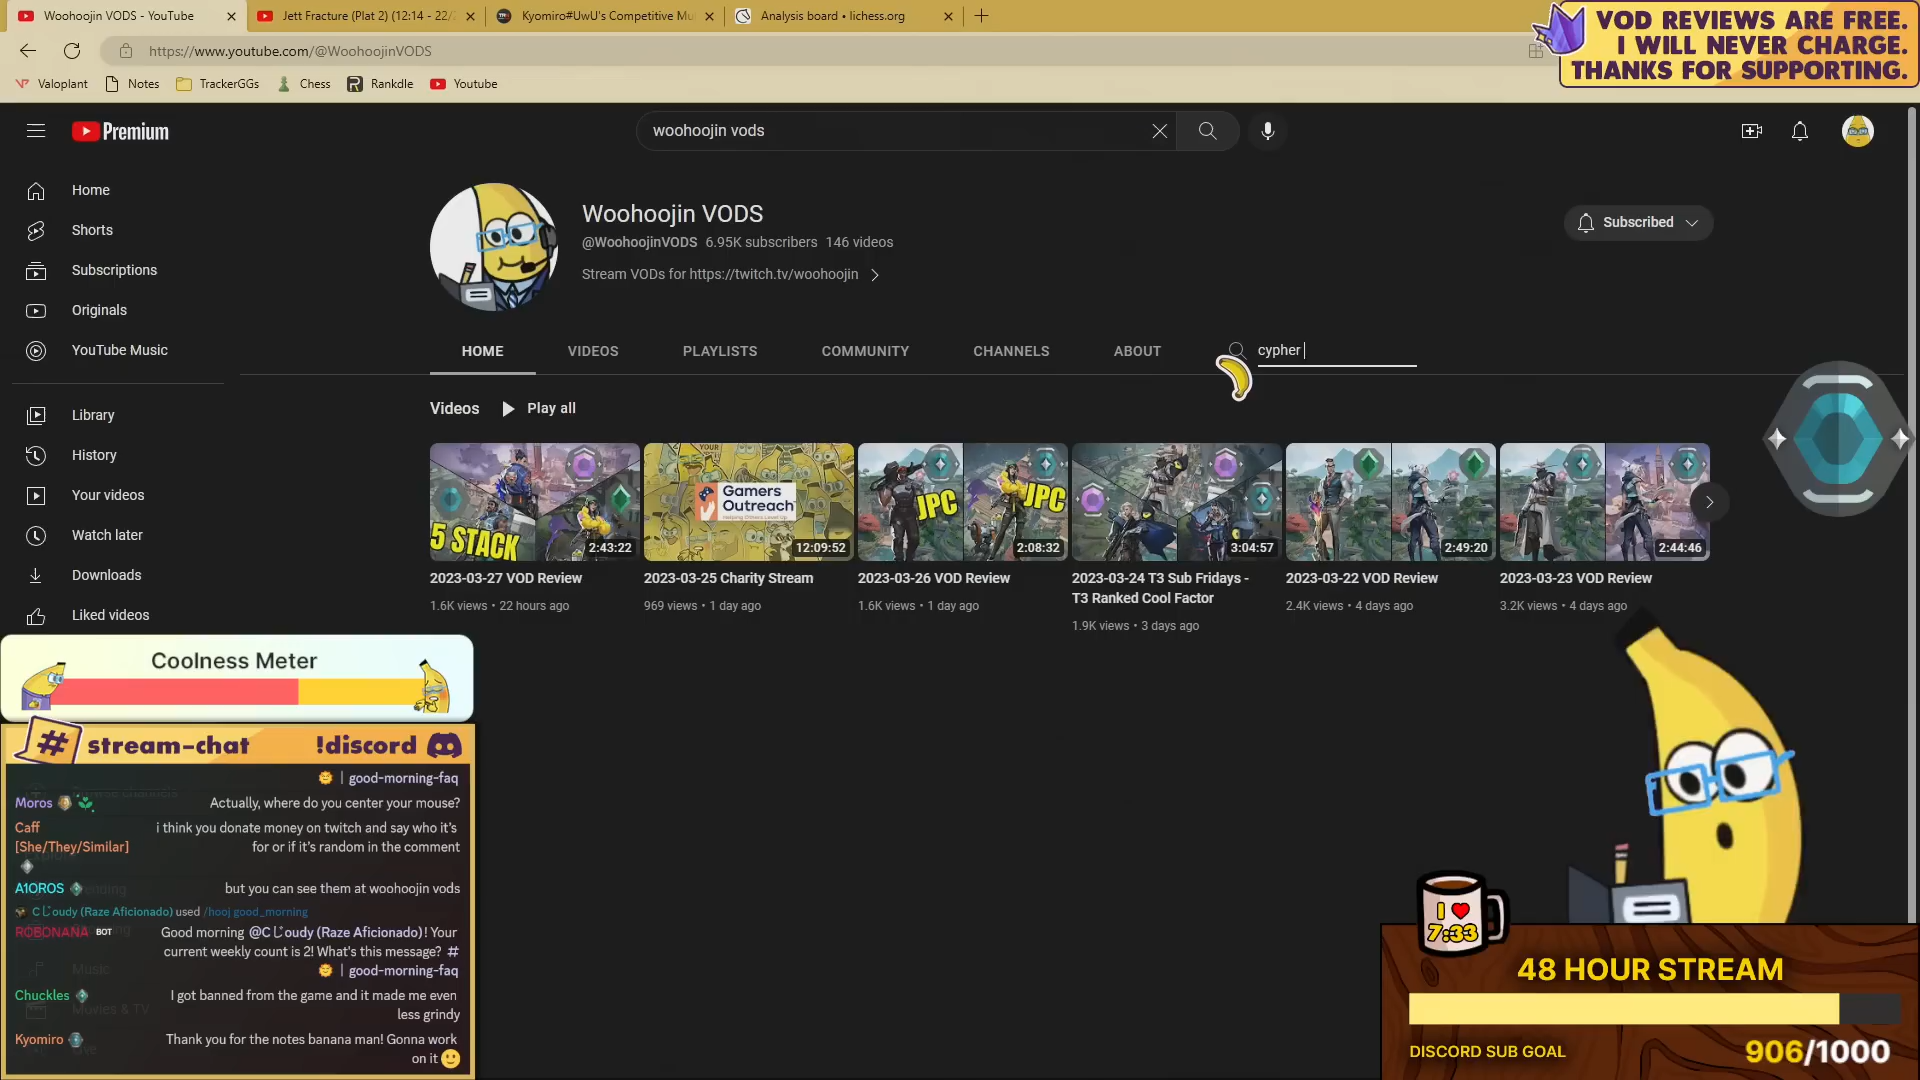 Woohoojin VODS - YouTube
Jett Fracture (Plat 2) (12:14 - 22/
Kyomiro#UwU's Competitive Mu
Analysis board • lichess.org
https://www.youtube.com/@WoohoojinVODS
Valoplant
Notes
TrackerGGs
Chess
Rankdle
Youtube
VOD REVIEWS ARE FREE.
I WILL NEVER CHARGE.
THANKS FOR SUPPORTING.
Premium
woohoojin vods
Home
Shorts
Subscriptions
Originals
YouTube Music
Library
History
Your videos
Watch later
Downloads
Liked videos
Woohoojin VODS
@WoohoojinVODS 6.95K subscribers 146 videos
Stream VODs for https://twitch.tv/woohoojin
Subscribed
HOME
VIDEOS
PLAYLISTS
COMMUNITY
CHANNELS
ABOUT
cypher
Videos
Play all
5 STACK
2:43:22
2023-03-27 VOD Review
1.6K views • 22 hours ago
YOUR
Gamers
Outreach
12:09:52
2023-03-25 Charity Stream
969 views • 1 day ago
JPC
JPC
2:08:32
2023-03-26 VOD Review
1.6K views • 1 day ago
3:04:57
2023-03-24 T3 Sub Fridays -
T3 Ranked Cool Factor
1.9K views • 3 days ago
2:49:20
2023-03-22 VOD Review
2.4K views • 4 days ago
2:44:46
2023-03-23 VOD Review
3.2K views • 4 days ago
Coolness Meter
# stream-chat
!discord
| good-morning-faq
Moros
Actually, where do you center your mouse?
Caff
[She/They/Similar]
i think you donate money on twitch and say who it's
for or if it's random in the comment
A1OROS
but you can see them at woohoojin vods
(Raze Aficionado) used /hooj good_morning
ROBONANA BOT
Good morning @C oudy (Raze Aficionado)! Your
current weekly count is 2! What's this message? #
| good-morning-faq
Chuckles
I got banned from the game and it made me even
less grindy
Kyomiro
Thank you for the notes banana man! Gonna work
on it
Music
Movies & TV
Live
I ❤
7:33
48 HOUR STREAM
DISCORD SUB GOAL
906/1000